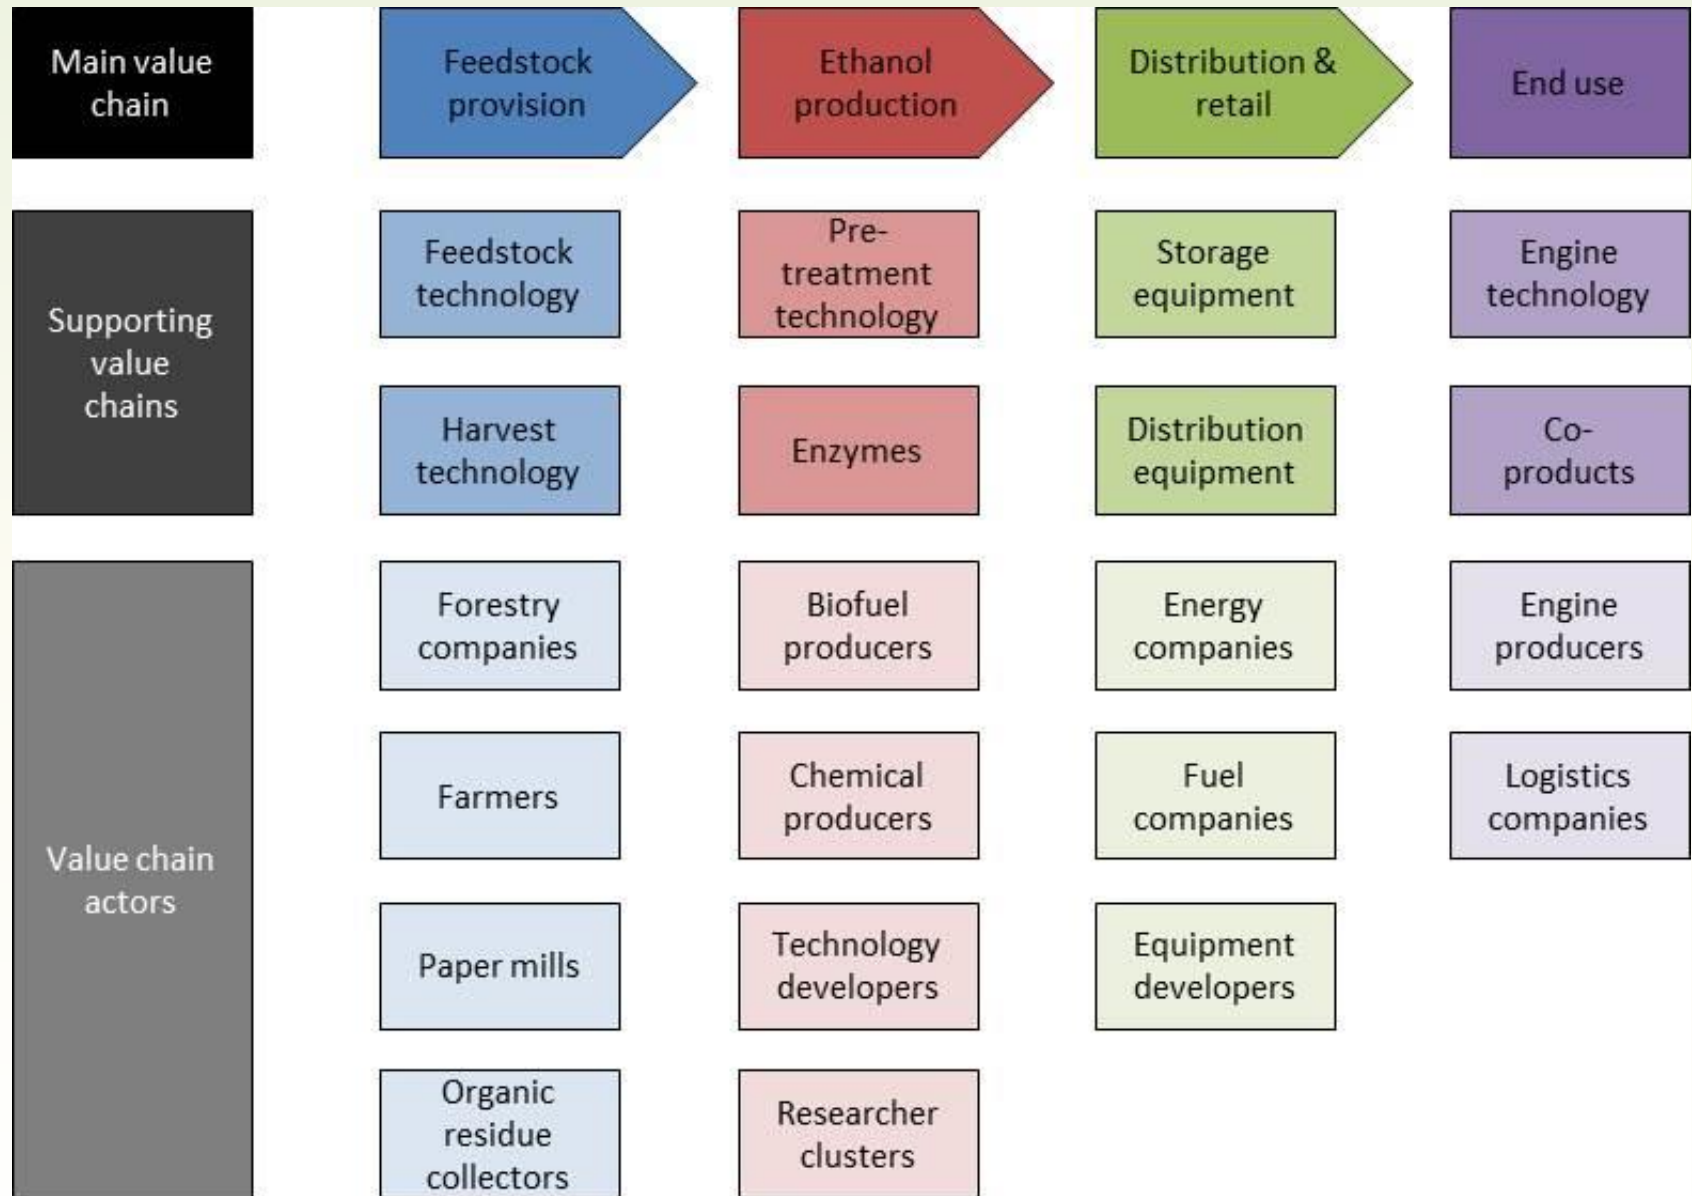 Main value
chain
Feedstock
provision
Ethanol
production
Distribution &
retail
End use
Supporting
value
chains
Feedstock
technology
Pre-
treatment
technology
Storage
equipment
Engine
technology
Harvest
technology
Enzymes
Distribution
equipment
Co-
products
Value chain
actors
Forestry
companies
Biofuel
producers
Energy
companies
Engine
producers
Farmers
Chemical
producers
Fuel
companies
Logistics
companies
Paper mills
Technology
developers
Equipment
developers
Organic
residue
collectors
Researcher
clusters